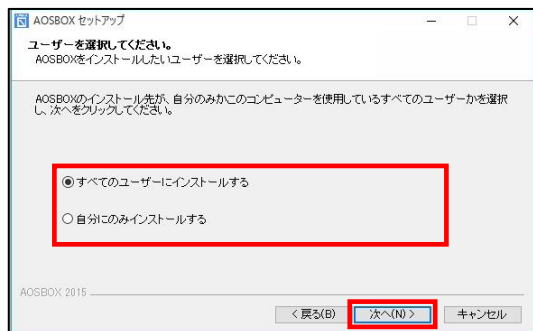 AOSBOX セットアップ
ユーザーを選択してください。
AOSBOXをインストールしたいユーザーを選択してください。
AOSBOXのインストール先が、自分のみかこのコンピューターを使用しているすべてのユーザーかを選択
し、次へをクリックしてください。
すべてのユーザーにインストールする
自分にのみインストールする
AOSBOX 2015
< 戻る(B)
次へ(N) >
キャンセル